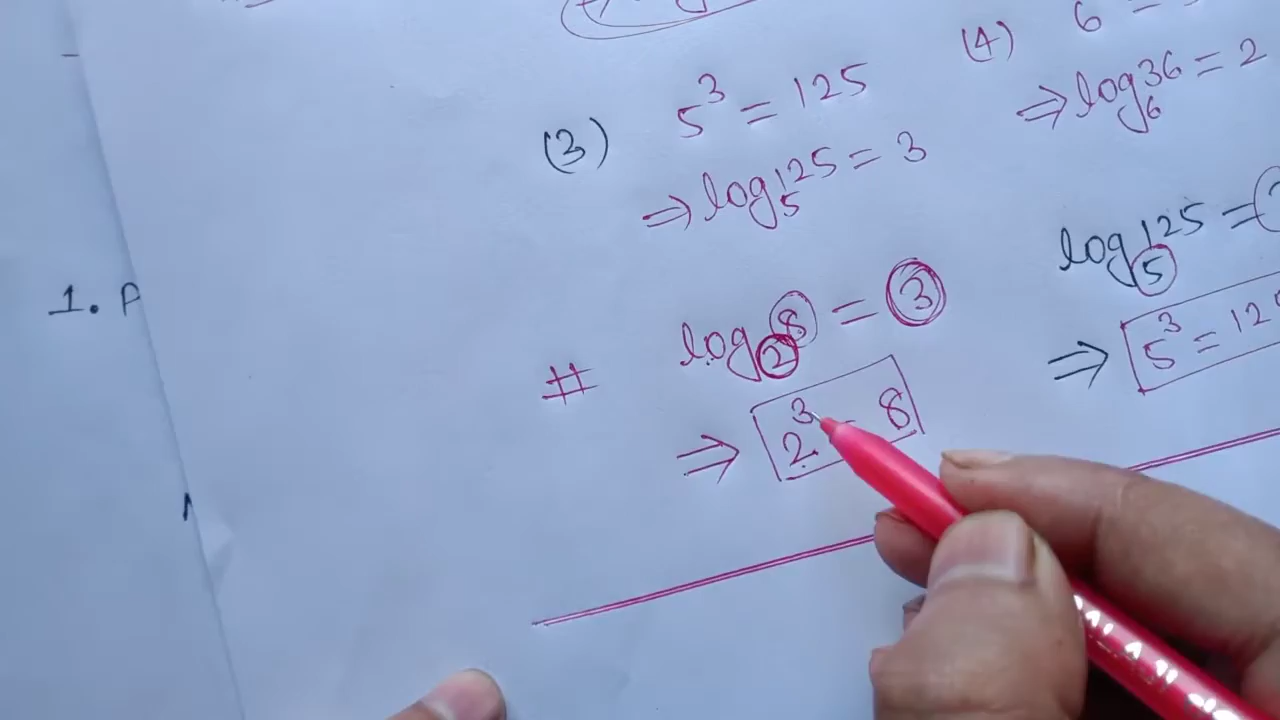 (3) 5³ = 125
⇒ log₅125 = 3
(4) 6
⇒ log₆36 = 2
1. P
# log₂8 = 3
⇒ 2³ = 8
log₅125 =
⇒ 5³ = 12